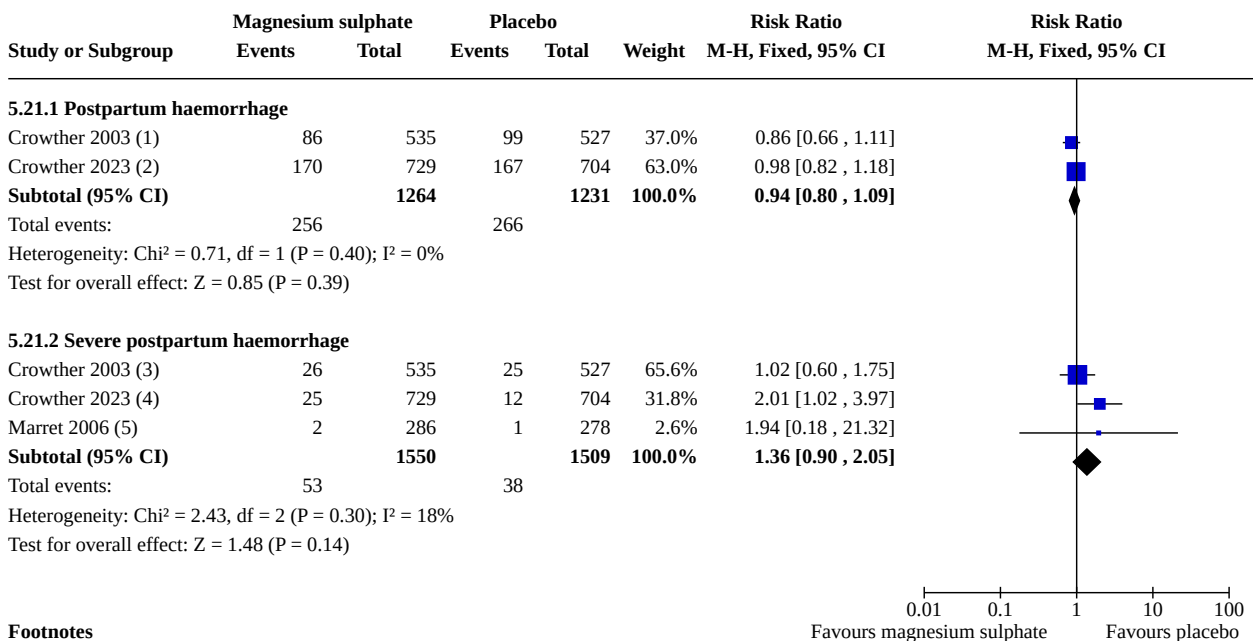 Magnesium sulphate Placebo Risk Ratio Risk Ratio
Study or Subgroup Events Total Events Total Weight M-H, Fixed, 95% CI M-H, Fixed, 95% CI
5.21.1 Postpartum haemorrhage
Crowther 2003 (1) 86 535 99 527 37.0% 0.86 [0.66 , 1.11]
Crowther 2023 (2) 170 729 167 704 63.0% 0.98 [0.82 , 1.18]
Subtotal (95% CI) 1264 1231 100.0% 0.94 [0.80 , 1.09]
Total events: 256 266
Heterogeneity: Chi² = 0.71, df = 1 (P = 0.40); I² = 0%
Test for overall effect: Z = 0.85 (P = 0.39)
5.21.2 Severe postpartum haemorrhage
Crowther 2003 (3) 26 535 25 527 65.6% 1.02 [0.60 , 1.75]
Crowther 2023 (4) 25 729 12 704 31.8% 2.01 [1.02 , 3.97]
Marret 2006 (5) 2 286 1 278 2.6% 1.94 [0.18 , 21.32]
Subtotal (95% CI) 1550 1509 100.0% 1.36 [0.90 , 2.05]
Total events: 53 38
Heterogeneity: Chi² = 2.43, df = 2 (P = 0.30); I² = 18%
Test for overall effect: Z = 1.48 (P = 0.14)
0.01 0.1 1 10 100
Footnotes Favours magnesium sulphate Favours placebo